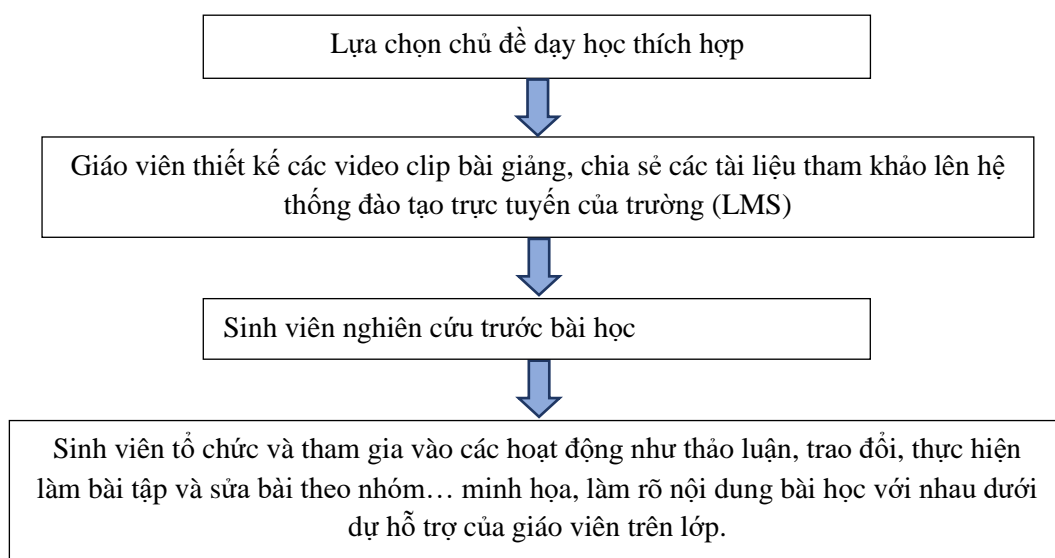 Lựa chọn chủ đề dạy học thích hợp
Giáo viên thiết kế các video clip bài giảng, chia sẻ các tài liệu tham khảo lên hệ
thống đào tạo trực tuyến của trường (LMS)
Sinh viên nghiên cứu trước bài học
Sinh viên tổ chức và tham gia vào các hoạt động như thảo luận, trao đổi, thực hiện
làm bài tập và sửa bài theo nhóm… minh họa, làm rõ nội dung bài học với nhau dưới
dự hỗ trợ của giáo viên trên lớp.